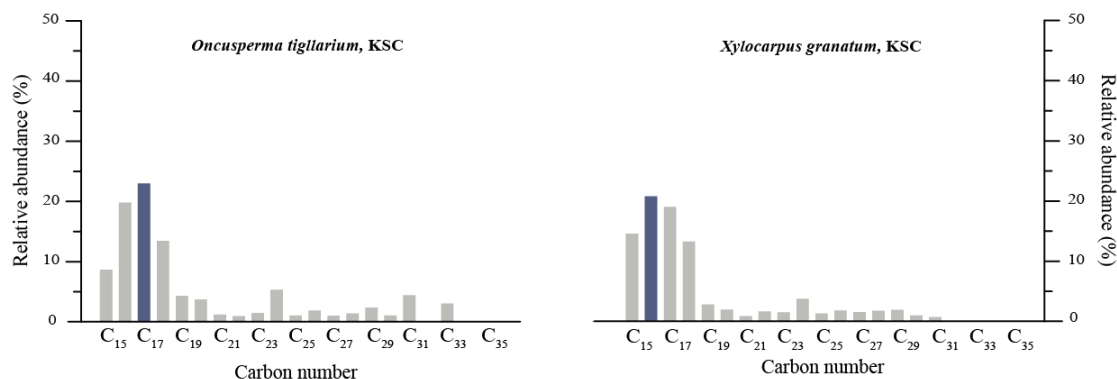 Oncusperma tigllarium, KSC
Relative abundance (%)
50
40
30
20
10
0
C15 C17 C19 C21 C23 C25 C27 C29 C31 C33 C35
Carbon number
Xylocarpus granatum, KSC
50
40
30
20
10
0
Relative abundance (%)
C15 C17 C19 C21 C23 C25 C27 C29 C31 C33 C35
Carbon number